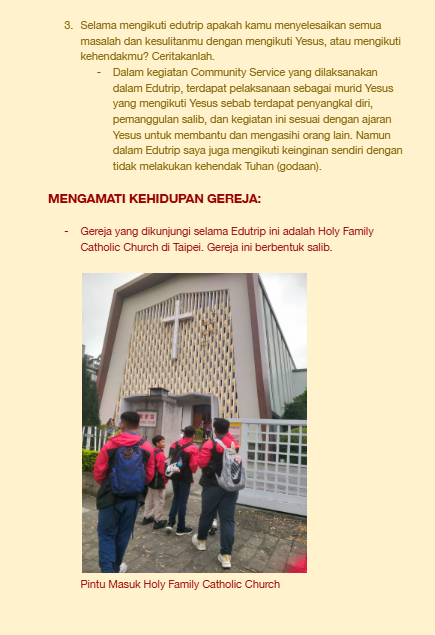 3. Selama mengikuti edutrip apakah kamu menyelesaikan semua
masalah dan kesulitanmu dengan mengikuti Yesus, atau mengikuti
kehendakmu? Ceritakanlah.
- Dalam kegiatan Community Service yang dilaksanakan
dalam Edutrip, terdapat pelaksanaan sebagai murid Yesus
yang mengikuti Yesus sebab terdapat penyangkal diri,
pemanggulan salib, dan kegiatan ini sesuai dengan ajaran
Yesus untuk membantu dan mengasihi orang lain. Namun
dalam Edutrip saya juga mengikuti keinginan sendiri dengan
tidak melakukan kehendak Tuhan (godaan).
MENGAMATI KEHIDUPAN GEREJA:
- Gereja yang dikunjungi selama Edutrip ini adalah Holy Family
Catholic Church di Taipei. Gereja ini berbentuk salib.
Pintu Masuk Holy Family Catholic Church